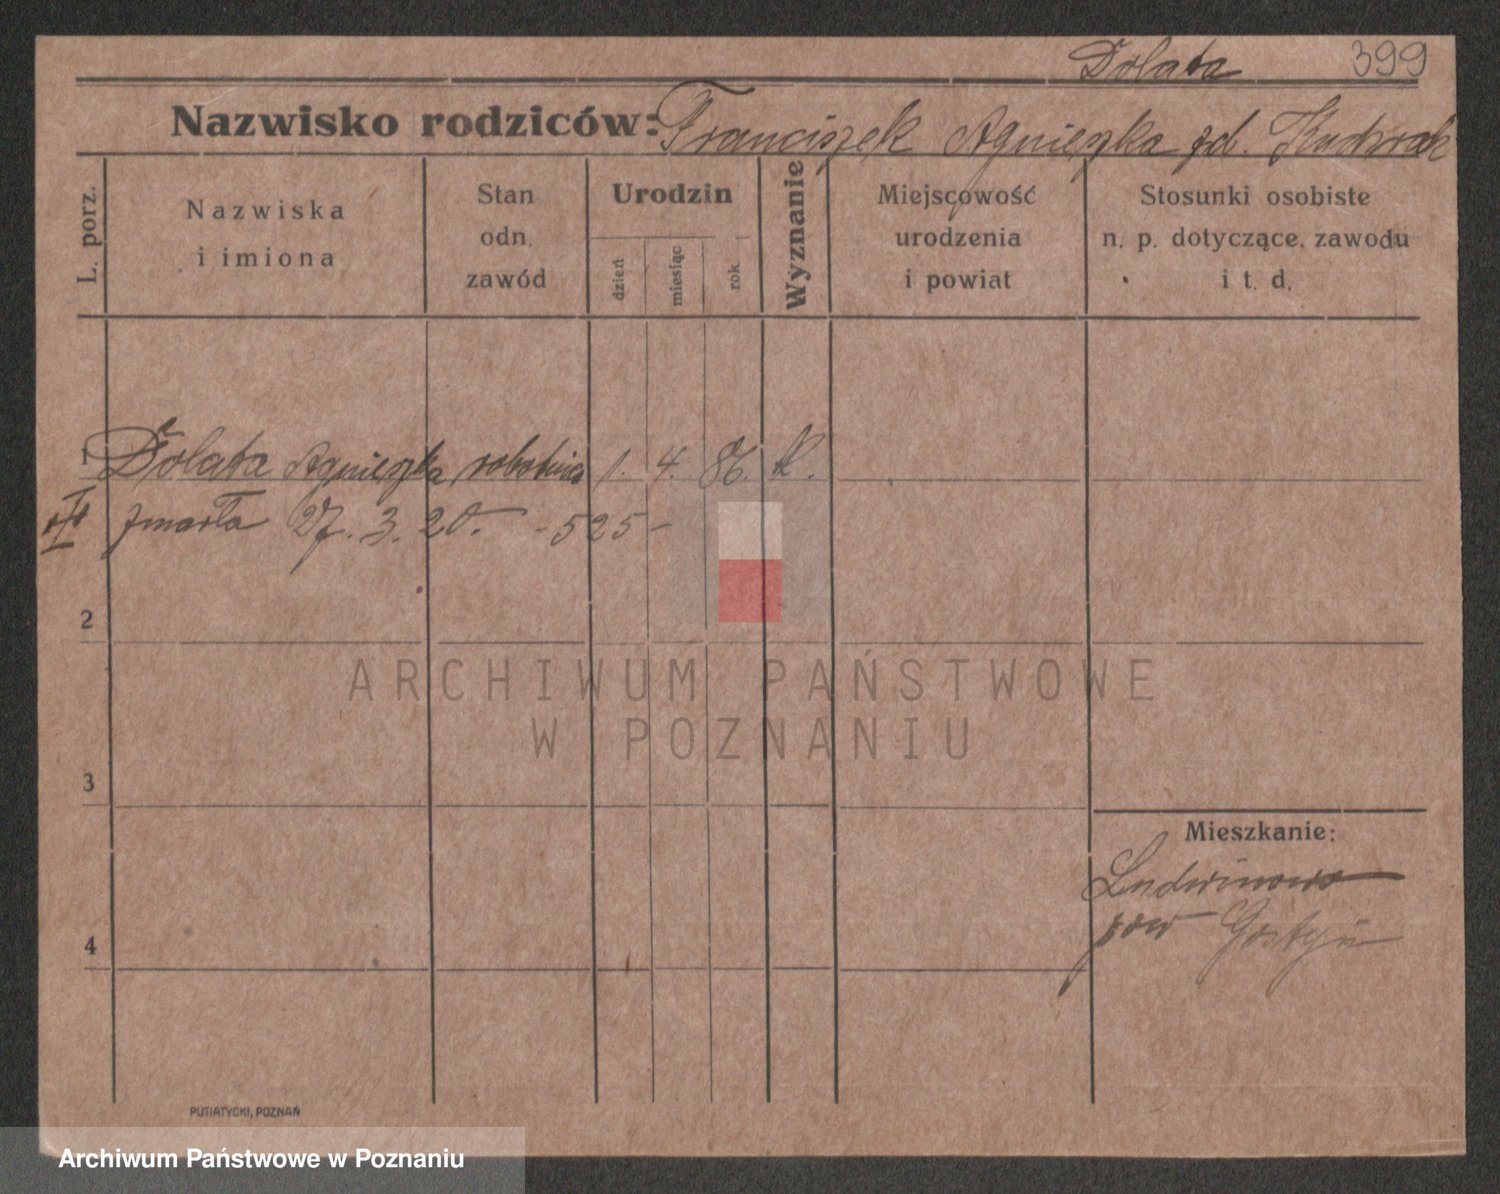 Dolata 399
Nazwisko rodziców: Franciszek Agnieszka zd.
L. porz.
Nazwiska
i imiona
Stan
odn.
zawód
Urodzin
dzień
miesiąc
rok
Wyznanie
Miejscowość
urodzenia
i powiat
Stosunki osobiste
n. p. dotyczące, zawodu
i t. d.
1 Dolata Agnieszka robotnica 1. 4. 86. k.
zmarła 27. 3. 20. -525-
2
3
4
Mieszkanie:
Ludwinowo
pow Gostyń
PUTIATYCKI, POZNAŃ
ARCHIWUM PAŃSTWOWE
W POZNANIU
Archiwum Państwowe w Poznaniu